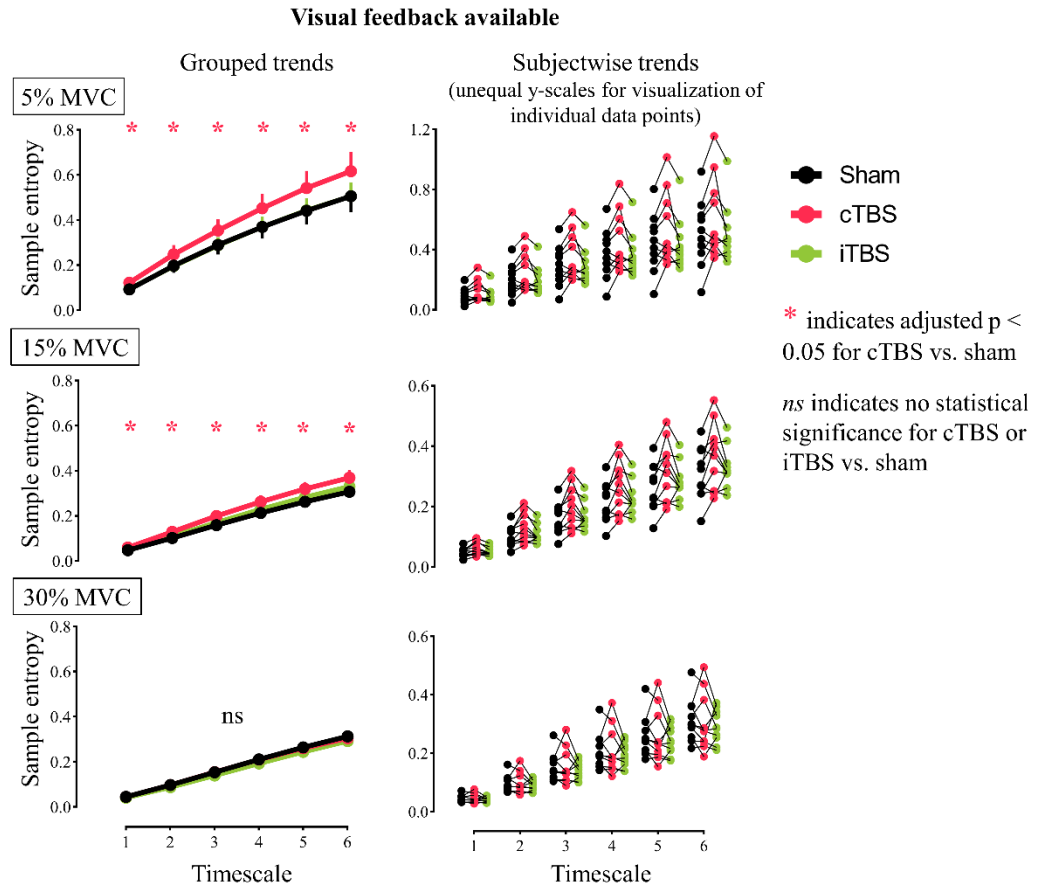 Visual feedback available
Grouped trends
Subjectwise trends
(unequal y-scales for visualization of
individual data points)
5% MVC
Sample entropy
0.8
0.6
0.4
0.2
0.0
* * * * * *
1.2
0.8
0.4
0.0
Sham
cTBS
iTBS
* indicates adjusted p <
0.05 for cTBS vs. sham
ns indicates no statistical
significance for cTBS or
iTBS vs. sham
15% MVC
Sample entropy
0.8
0.6
0.4
0.2
0.0
* * * * * *
0.6
0.4
0.2
0.0
30% MVC
Sample entropy
0.8
0.6
0.4
0.2
0.0
ns
0.6
0.4
0.2
0.0
1 2 3 4 5 6
Timescale
1 2 3 4 5 6
Timescale